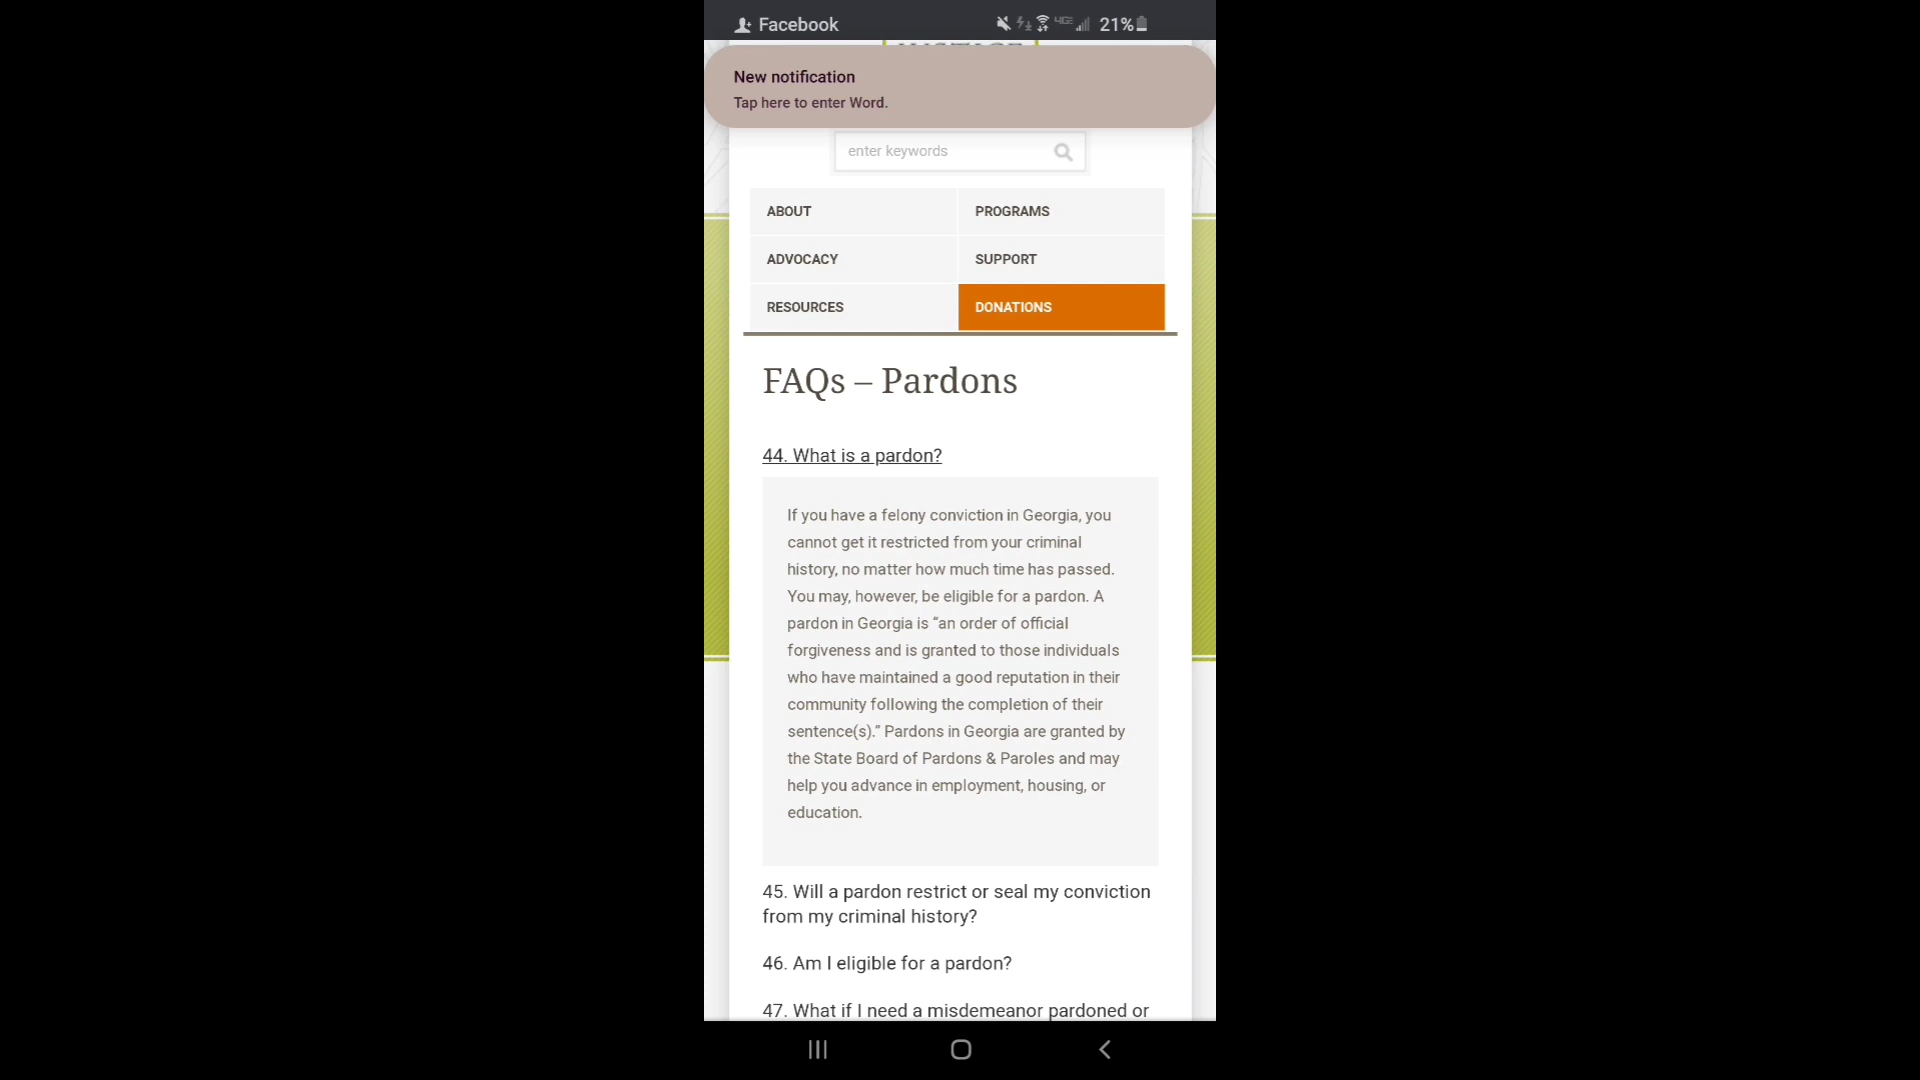 Facebook
4GE
21%
New notification
Tap here to enter Word.
enter keywords
ABOUT
PROGRAMS
ADVOCACY
SUPPORT
RESOURCES
DONATIONS
FAQs – Pardons
44. What is a pardon?
If you have a felony conviction in Georgia, you
cannot get it restricted from your criminal
history, no matter how much time has passed.
You may, however, be eligible for a pardon. A
pardon in Georgia is “an order of official
forgiveness and is granted to those individuals
who have maintained a good reputation in their
community following the completion of their
sentence(s).” Pardons in Georgia are granted by
the State Board of Pardons & Paroles and may
help you advance in employment, housing, or
education.
45. Will a pardon restrict or seal my conviction
from my criminal history?
46. Am I eligible for a pardon?
47. What if I need a misdemeanor pardoned or